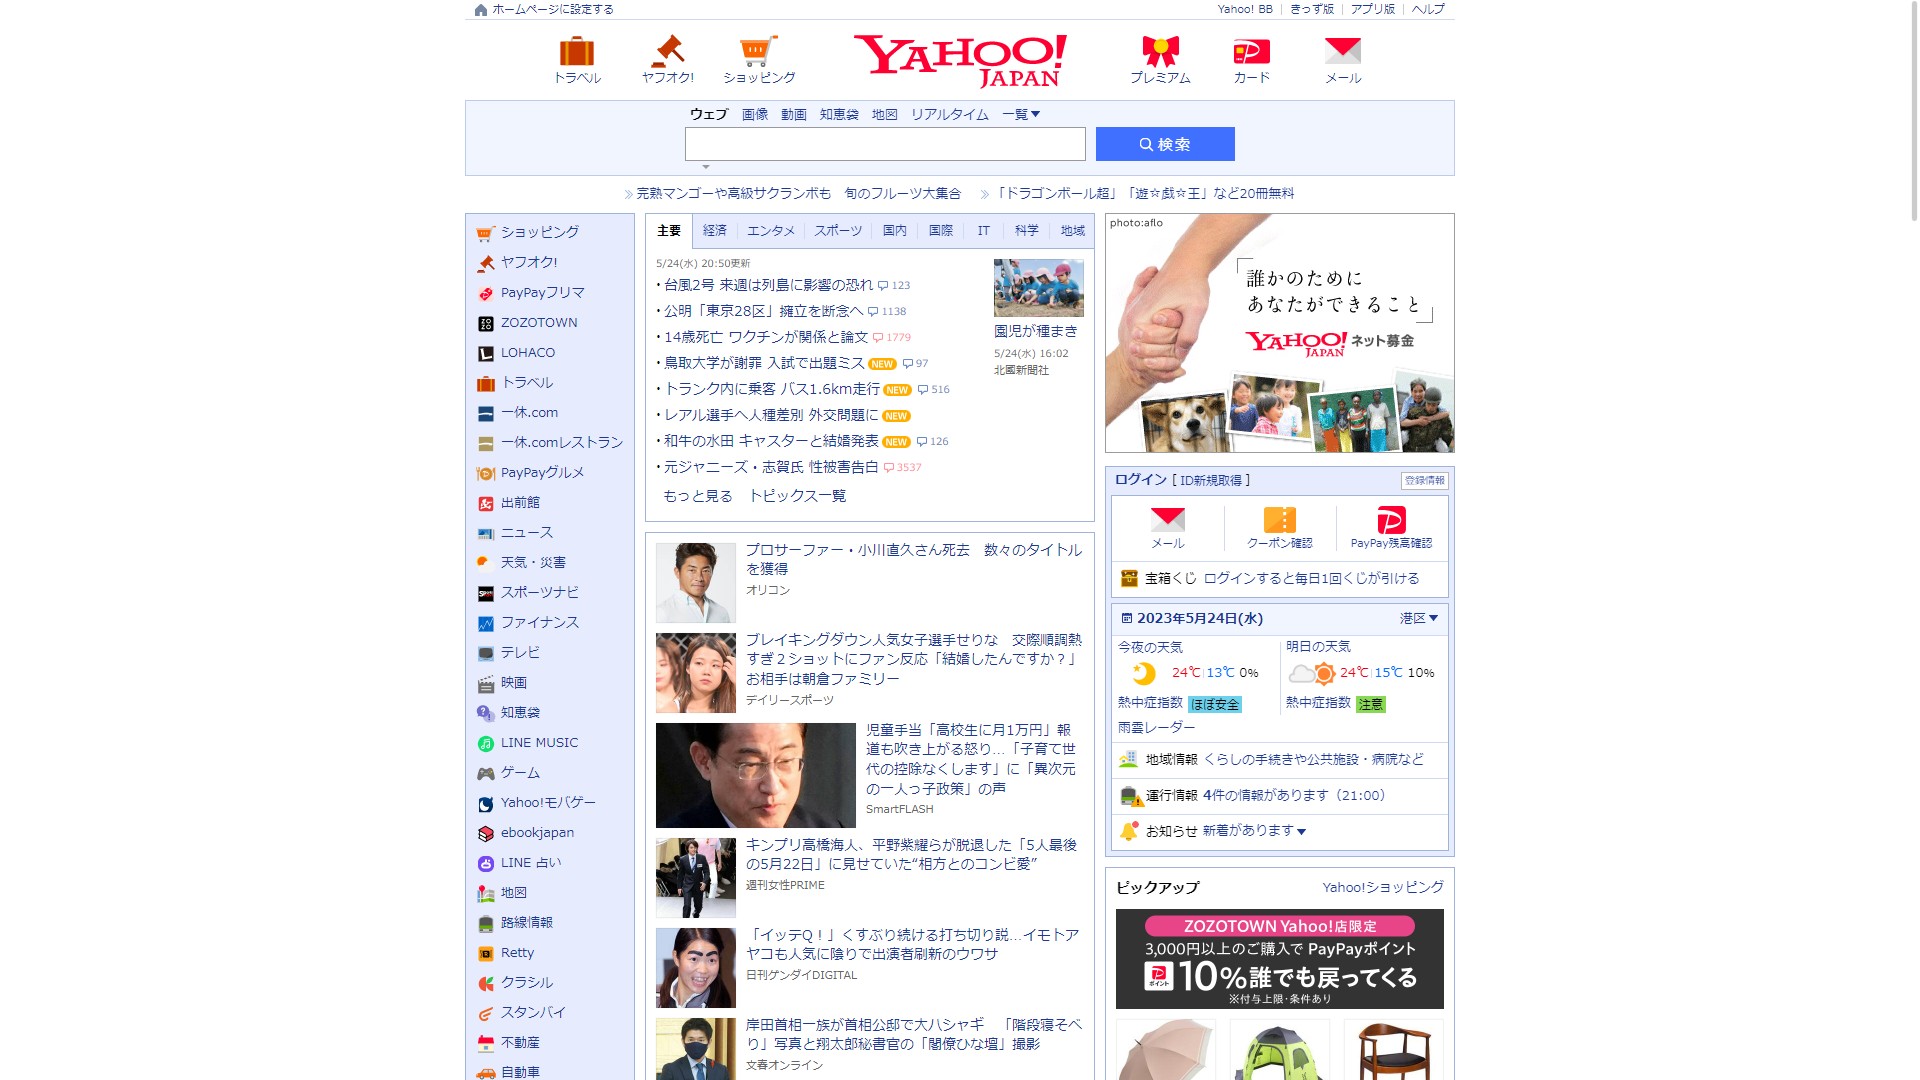 ホームページに設定する
Yahoo! BB
きっず版
アプリ版
ヘルプ
トラベル
ヤフオク!
ショッピング
YAHOO!
JAPAN
プレミアム
カード
メール
ウェブ 画像 動画 知恵袋 地図 リアルタイム 一覧▼
検索
完熟マンゴーや高級サクランボも 旬のフルーツ大集合
「ドラゴンボール超」「遊☆戯☆王」など20冊無料
ショッピング
ヤフオク!
PayPayフリマ
ZOZOTOWN
LOHACO
トラベル
一休.com
一休.comレストラン
PayPayグルメ
出前館
ニュース
天気・災害
スポーツナビ
ファイナンス
テレビ
映画
知恵袋
LINE MUSIC
ゲーム
Yahoo!モバゲー
ebookjapan
LINE 占い
地図
路線情報
Retty
クラシル
スタンバイ
不動産
自動車
主要 経済 エンタメ スポーツ 国内 国際 IT 科学 地域
5/24(水) 20:50更新
・台風2号 来週は列島に影響の恐れ 123
・公明「東京28区」擁立を断念へ 1138
・14歳死亡 ワクチンが関係と論文 1779
・鳥取大学が謝罪 入試で出題ミス NEW 97
・トランク内に乗客 バス1.6km走行 NEW 516
・レアル選手へ人種差別 外交問題に NEW
・和牛の水田 キャスターと結婚発表 NEW 126
・元ジャニーズ・志賀氏 性被害告白 3537
もっと見る トピックス一覧
園児が種まき
5/24(水) 16:02
北國新聞社
プロサーファー・小川直久さん死去 数々のタイトル
を獲得
オリコン
ブレイキングダウン人気女子選手せりな 交際順調熱
すぎ2ショットにファン反応「結婚したんですか？」
お相手は朝倉ファミリー
デイリースポーツ
児童手当「高校生に月1万円」報
道も吹き上がる怒り…「子育て世
代の控除なくします」に「異次元
の一人っ子政策」の声
SmartFLASH
キンプリ高橋海人、平野紫耀らが脱退した「5人最後
の5月22日」に見せていた“相方とのコンビ愛”
週刊女性PRIME
「イッテQ！」くすぶり続ける打ち切り説…イモトア
ヤコも人気に陰りで出演者刷新のウワサ
日刊ゲンダイDIGITAL
岸田首相一族が首相公邸で大ハシャギ 「階段寝そべ
り」写真と翔太郎秘書官の「閣僚ひな壇」撮影
文春オンライン
photo:aflo
誰かのために
あなたができること
YAHOO! JAPAN ネット募金
ログイン [ ID新規取得 ]
登録情報
メール
クーポン確認
PayPay残高確認
宝箱くじ ログインすると毎日1回くじが引ける
2023年5月24日(水)
港区▼
今夜の天気
24℃ 13℃ 0%
熱中症指数 ほぼ安全
明日の天気
24℃ 15℃ 10%
熱中症指数 注意
雨雲レーダー
地域情報 くらしの手続きや公共施設・病院など
運行情報 4件の情報があります（21:00）
お知らせ 新着があります▼
ピックアップ
Yahoo!ショッピング
ZOZOTOWN Yahoo!店限定
3,000円以上のご購入で PayPayポイント
ポイント 10%誰でも戻ってくる
※付与上限・条件あり